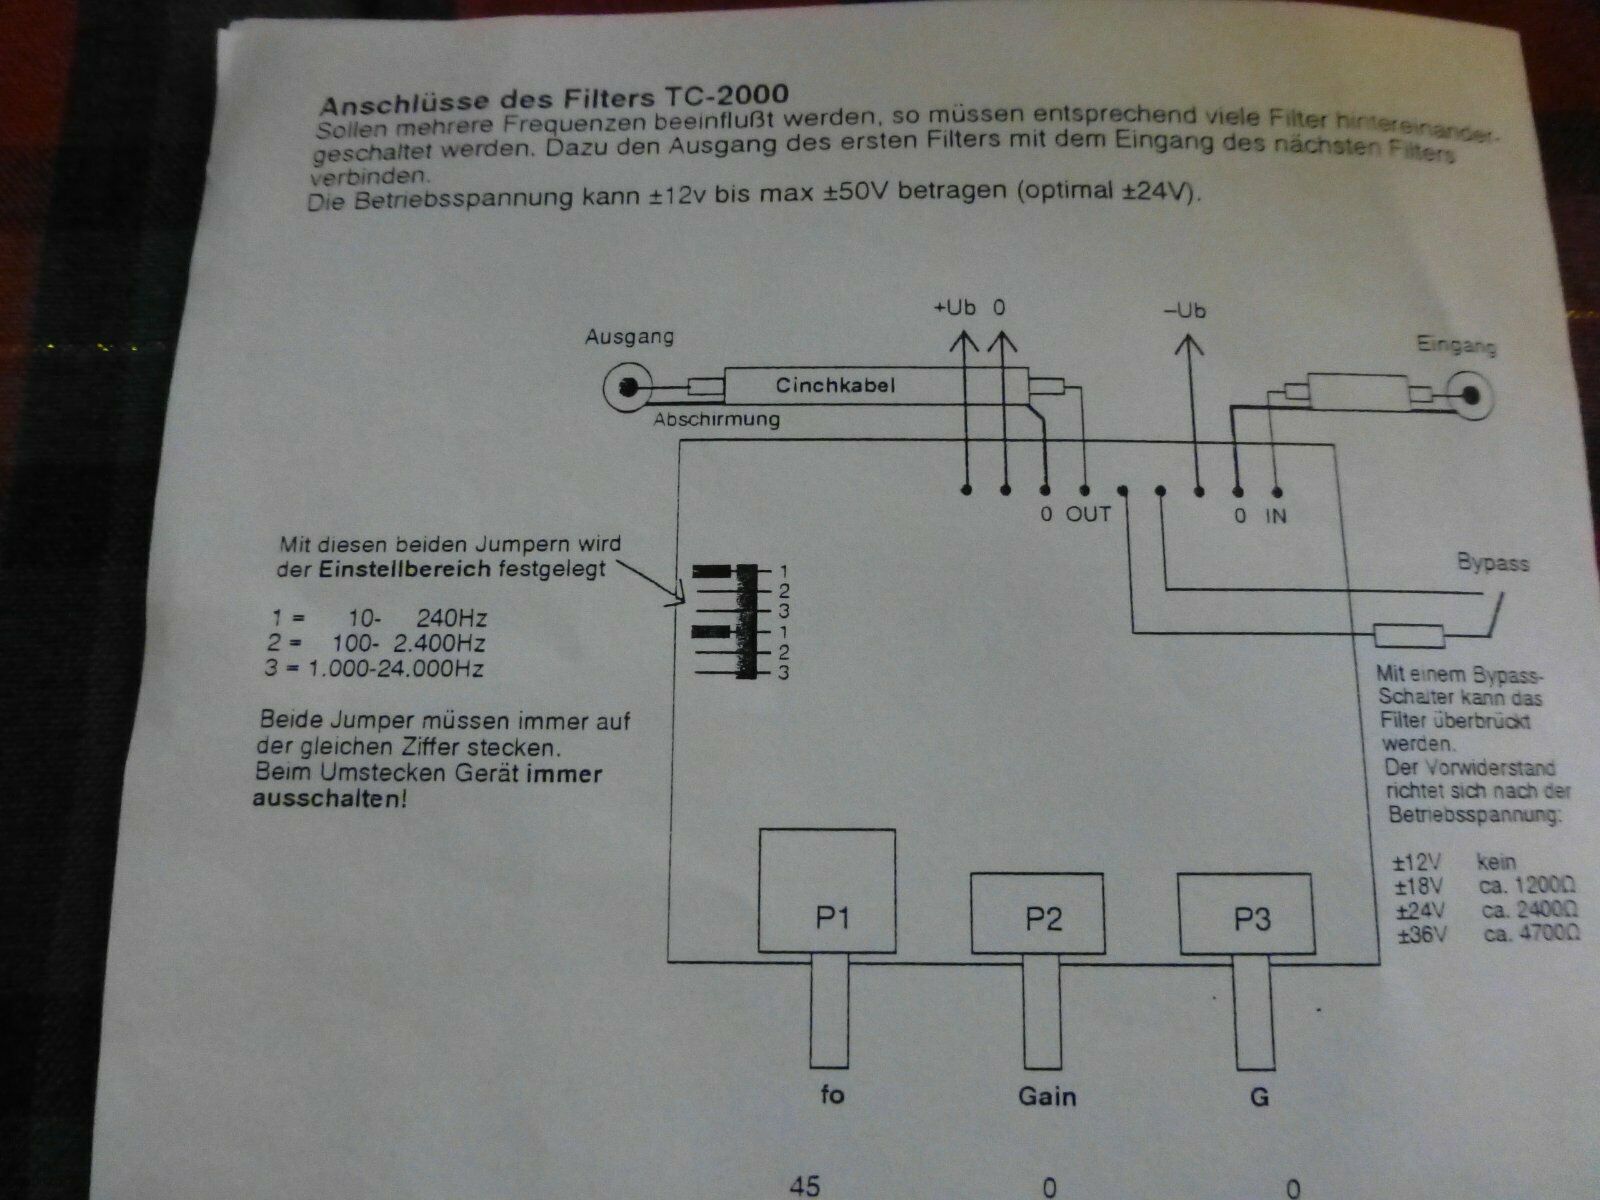 Anschlüsse des Filters TC-2000
Sollen mehrere Frequenzen beeinflußt werden, so müssen entsprechend viele Filter hintereinander-
geschaltet werden. Dazu den Ausgang des ersten Filters mit dem Eingang des nächsten Filters
verbinden.
Die Betriebsspannung kann ±12v bis max ±50V betragen (optimal ±24V).
+Ub 0
–Ub
Ausgang
Eingang
Cinchkabel
Abschirmung
0 OUT
0 IN
Mit diesen beiden Jumpern wird
der Einstellbereich festgelegt
1 = 10- 240Hz
2 = 100- 2.400Hz
3 = 1.000-24.000Hz
Beide Jumper müssen immer auf
der gleichen Ziffer stecken.
Beim Umstecken Gerät immer
ausschalten!
1
2
3
1
2
3
Bypass
Mit einem Bypass-
Schalter kann das
Filter überbrückt
werden.
Der Vorwiderstand
richtet sich nach der
Betriebsspannung:
±12V kein
±18V ca. 1200Ω
±24V ca. 2400Ω
±36V ca. 4700Ω
P1
P2
P3
fo
Gain
G
45
0
0